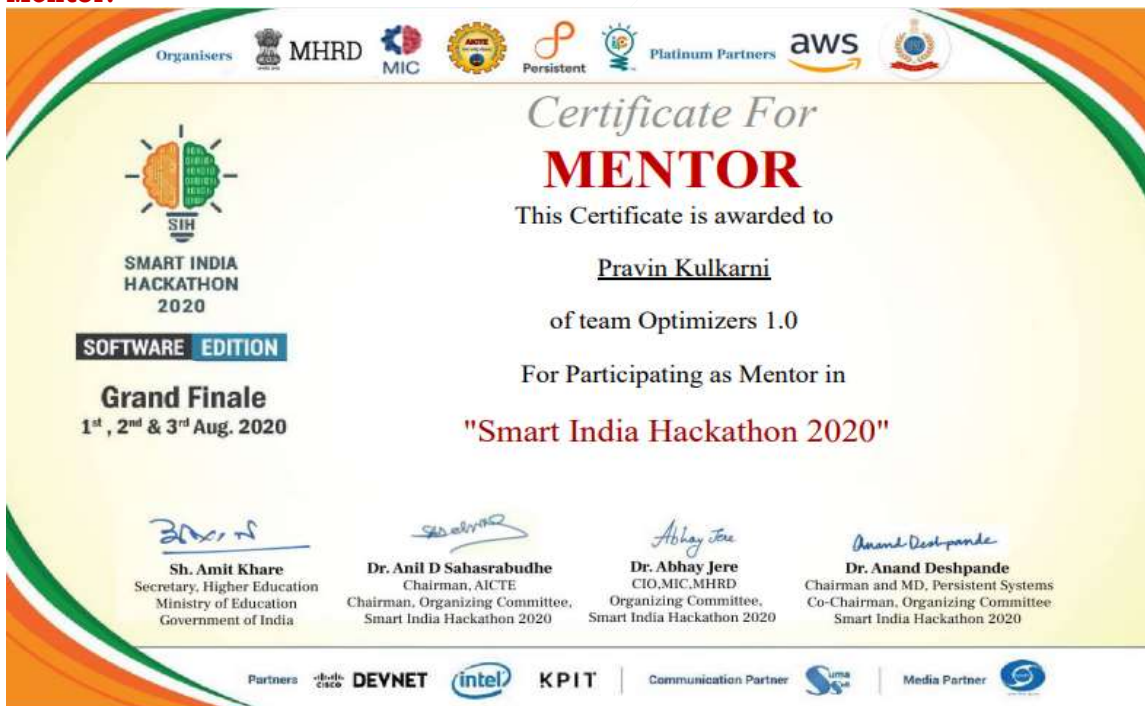 Mentor:
Organisers MHRD MIC AICTE Persistent Platinum Partners aws
Certificate For
MENTOR
This Certificate is awarded to
Pravin Kulkarni
of team Optimizers 1.0
For Participating as Mentor in
"Smart India Hackathon 2020"
SIH
SMART INDIA
HACKATHON
2020
SOFTWARE EDITION
Grand Finale
1st , 2nd & 3rd Aug. 2020
Abhay Jere
Anand Deshpande
Sh. Amit Khare
Secretary, Higher Education
Ministry of Education
Government of India
Dr. Anil D Sahasrabudhe
Chairman, AICTE
Chairman, Organizing Committee,
Smart India Hackathon 2020
Dr. Abhay Jere
CIO,MIC,MHRD
Organizing Committee,
Smart India Hackathon 2020
Dr. Anand Deshpande
Chairman and MD, Persistent Systems
Co-Chairman, Organizing Committee
Smart India Hackathon 2020
Partners cisco DEVNET intel KPIT Communication Partner Media Partner